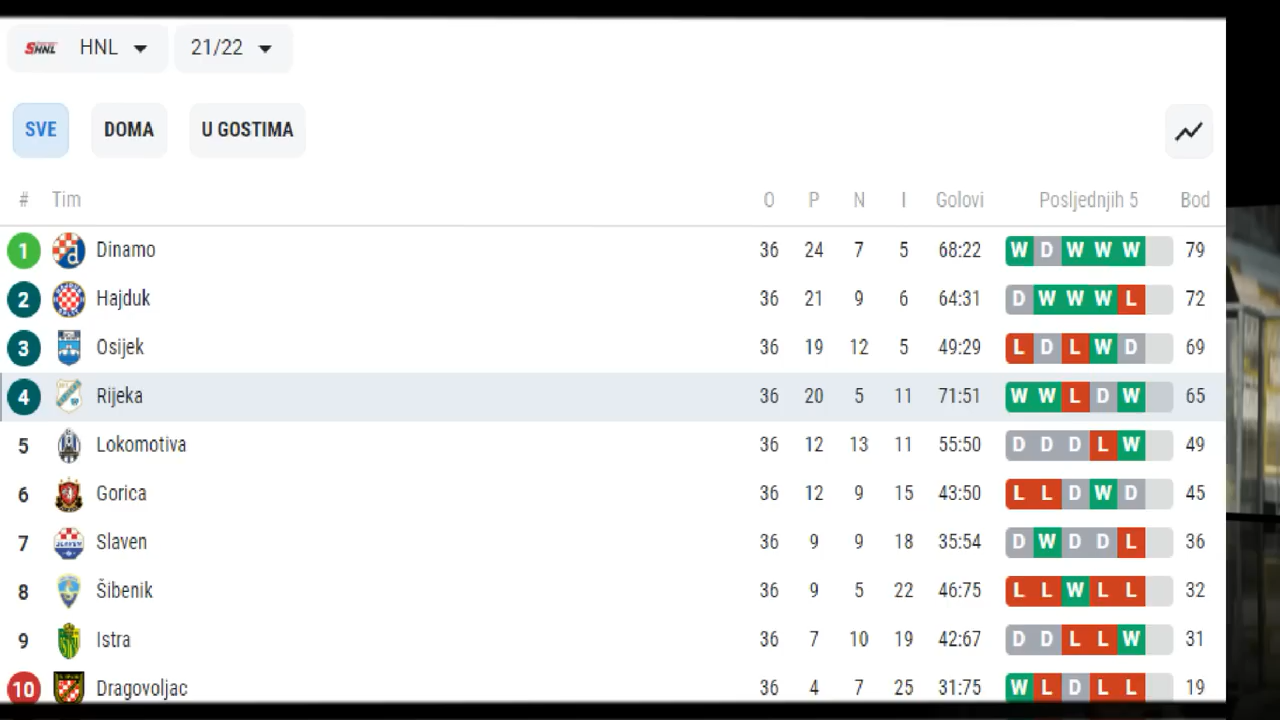 SHNL HNL 21/22
SVE DOMA U GOSTIMA
# Tim O P N I Golovi Posljednjih 5 Bod
1 Dinamo 36 24 7 5 68:22 W D W W W 79
2 Hajduk 36 21 9 6 64:31 D W W W L 72
3 Osijek 36 19 12 5 49:29 L D L W D 69
4 Rijeka 36 20 5 11 71:51 W W L D W 65
5 Lokomotiva 36 12 13 11 55:50 D D D L W 49
6 Gorica 36 12 9 15 43:50 L L D W D 45
7 Slaven 36 9 9 18 35:54 D W D D L 36
8 Šibenik 36 9 5 22 46:75 L L W L L 32
9 Istra 36 7 10 19 42:67 D D L L W 31
10 Dragovoljac 36 4 7 25 31:75 W L D L L 19